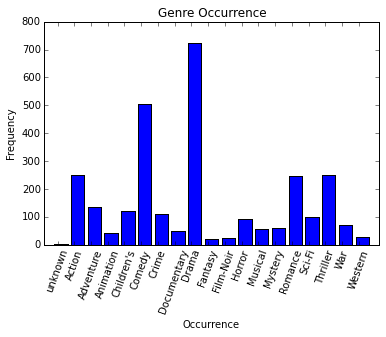 Genre Occurrence
800
700
600
500
400
300
200
100
0
Frequency
unknown
Action
Adventure
Animation
Children's
Comedy
Crime
Documentary
Drama
Fantasy
Film-Noir
Horror
Musical
Mystery
Romance
Sci-Fi
Thriller
War
Western
Occurrence